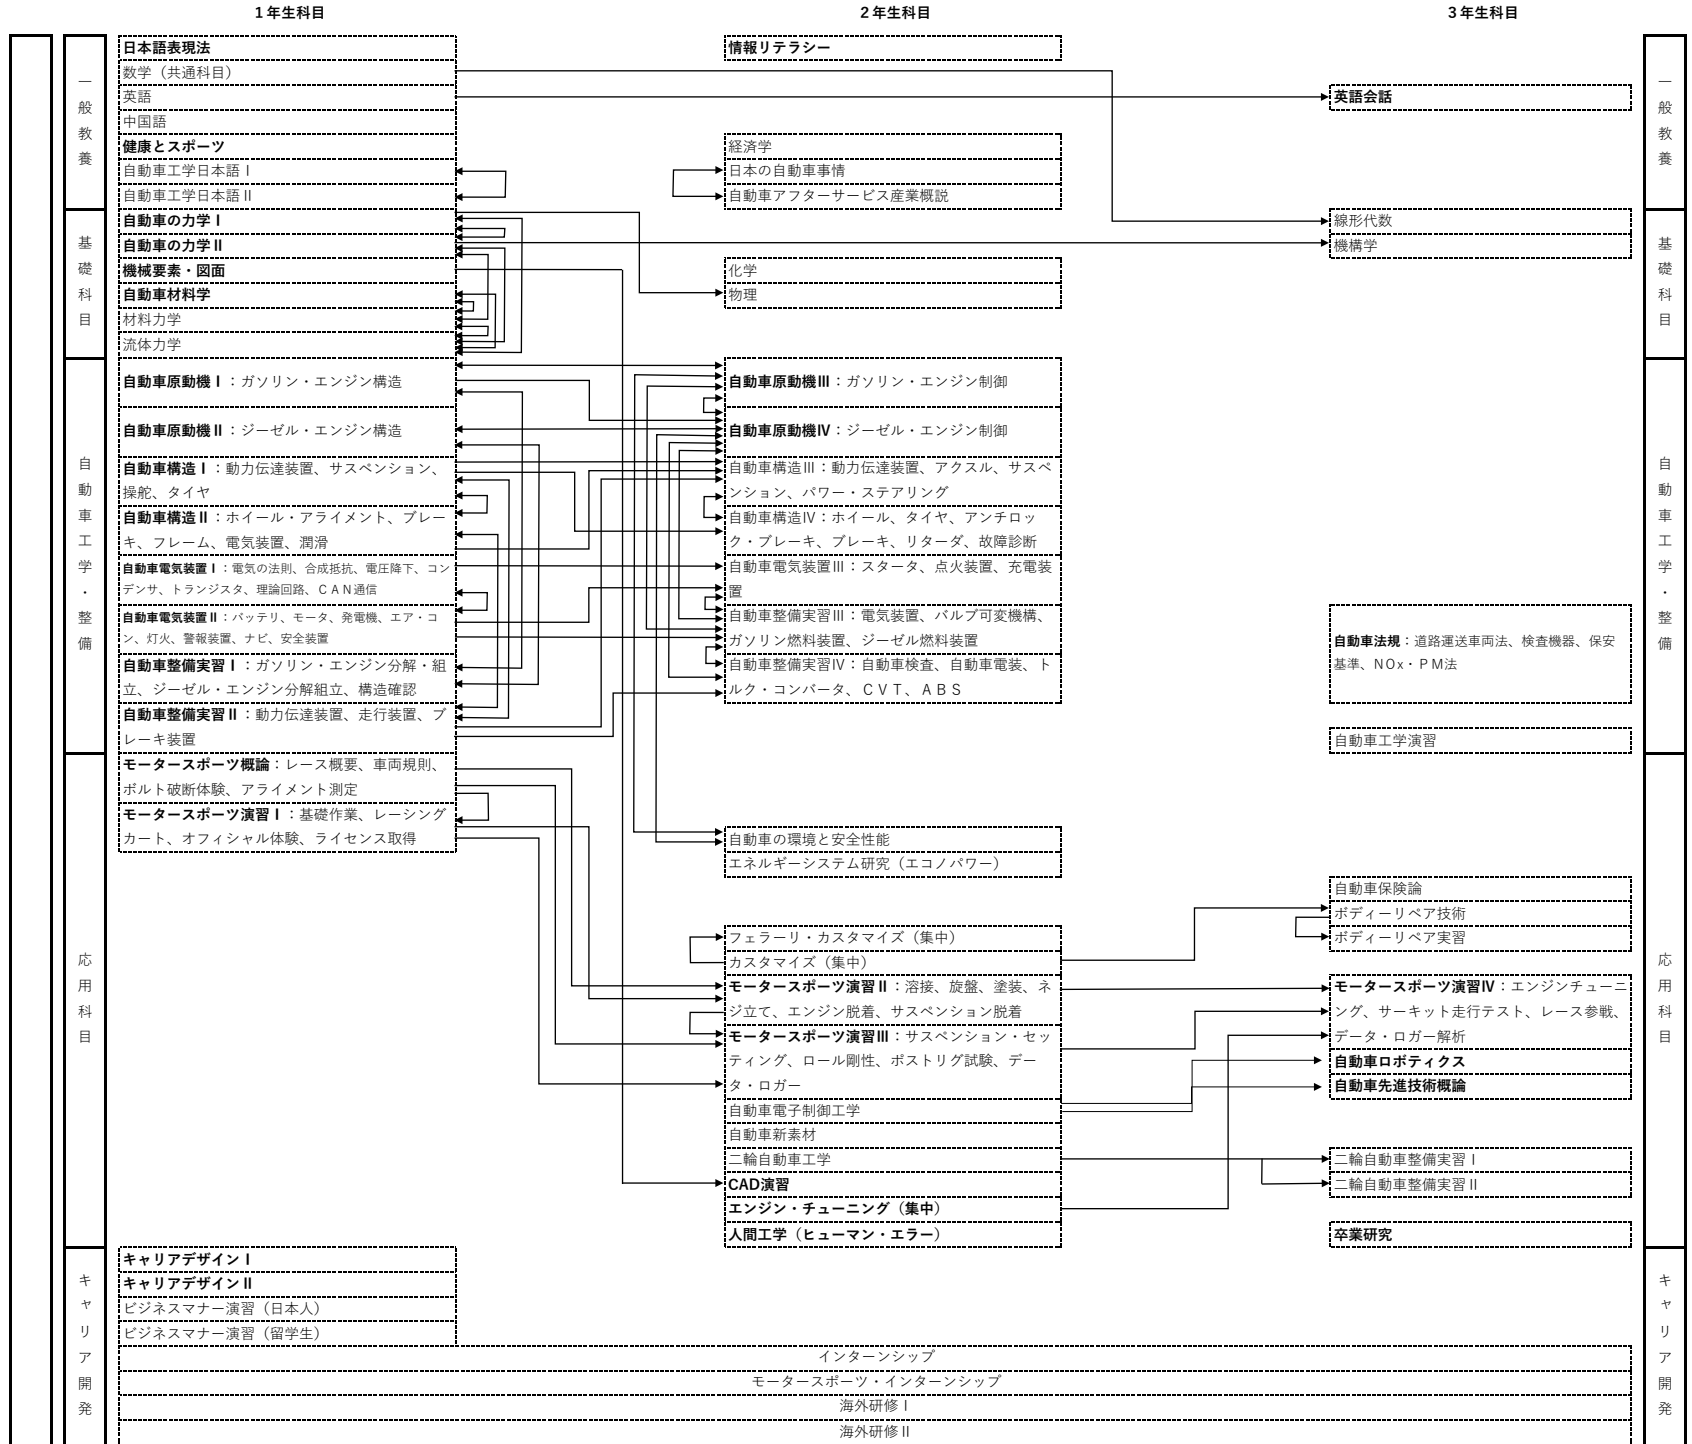 １年生科目
２年生科目
３年生科目
一般教養
日本語表現法
数学（共通科目）
英語
中国語
健康とスポーツ
自動車工学日本語Ⅰ
自動車工学日本語Ⅱ
情報リテラシー
経済学
日本の自動車事情
自動車アフターサービス産業概説
英語会話
一般教養
基礎科目
自動車の力学Ⅰ
自動車の力学Ⅱ
機械要素・図面
自動車材料学
材料力学
流体力学
化学
物理
線形代数
機構学
基礎科目
自動車工学・整備
自動車原動機Ⅰ：ガソリン・エンジン構造
自動車原動機Ⅱ：ジーゼル・エンジン構造
自動車構造Ⅰ：動力伝達装置、サスペンション、
操舵、タイヤ
自動車構造Ⅱ：ホイール・アライメント、ブレー
キ、フレーム、電気装置、潤滑
自動車電気装置Ⅰ：電気の法則、合成抵抗、電圧降下、コン
デンサ、トランジスタ、理論回路、ＣＡＮ通信
自動車電気装置Ⅱ：バッテリ、モータ、発電機、エア・コ
ン、灯火、警報装置、ナビ、安全装置
自動車整備実習Ⅰ：ガソリン・エンジン分解・組
立、ジーゼル・エンジン分解組立、構造確認
自動車整備実習Ⅱ：動力伝達装置、走行装置、ブ
レーキ装置
自動車原動機Ⅲ：ガソリン・エンジン制御
自動車原動機Ⅳ：ジーゼル・エンジン制御
自動車構造Ⅲ：動力伝達装置、アクスル、サスペ
ンション、パワー・ステアリング
自動車構造Ⅳ：ホイール、タイヤ、アンチロッ
ク・ブレーキ、ブレーキ、リターダ、故障診断
自動車電気装置Ⅲ：スタータ、点火装置、充電装
置
自動車整備実習Ⅲ：電気装置、バルブ可変機構、
ガソリン燃料装置、ジーゼル燃料装置
自動車整備実習Ⅳ：自動車検査、自動車電装、ト
ルク・コンバータ、ＣＶＴ、ＡＢＳ
自動車法規：道路運送車両法、検査機器、保安
基準、ＮＯx・ＰＭ法
自動車工学演習
自動車工学・整備
応用科目
モータースポーツ概論：レース概要、車両規則、
ボルト破断体験、アライメント測定
モータースポーツ演習Ⅰ：基礎作業、レーシング
カート、オフィシャル体験、ライセンス取得
自動車の環境と安全性能
エネルギーシステム研究（エコノパワー）
フェラーリ・カスタマイズ（集中）
カスタマイズ（集中）
モータースポーツ演習Ⅱ：溶接、旋盤、塗装、ネ
ジ立て、エンジン脱着、サスペンション脱着
モータースポーツ演習Ⅲ：サスペンション・セッ
ティング、ロール剛性、ポストリグ試験、デー
タ・ロガー
自動車電子制御工学
自動車新素材
二輪自動車工学
CAD演習
エンジン・チューニング（集中）
人間工学（ヒューマン・エラー）
自動車保険論
ボディーリペア技術
ボディーリペア実習
モータースポーツ演習Ⅳ：エンジンチューニ
ング、サーキット走行テスト、レース参戦、
データ・ロガー解析
自動車ロボティクス
自動車先進技術概論
二輪自動車整備実習Ⅰ
二輪自動車整備実習Ⅱ
卒業研究
応用科目
キャリア開発
キャリアデザインⅠ
キャリアデザインⅡ
ビジネスマナー演習（日本人）
ビジネスマナー演習（留学生）
インターンシップ
モータースポーツ・インターンシップ
海外研修Ⅰ
海外研修Ⅱ
キャリア開発